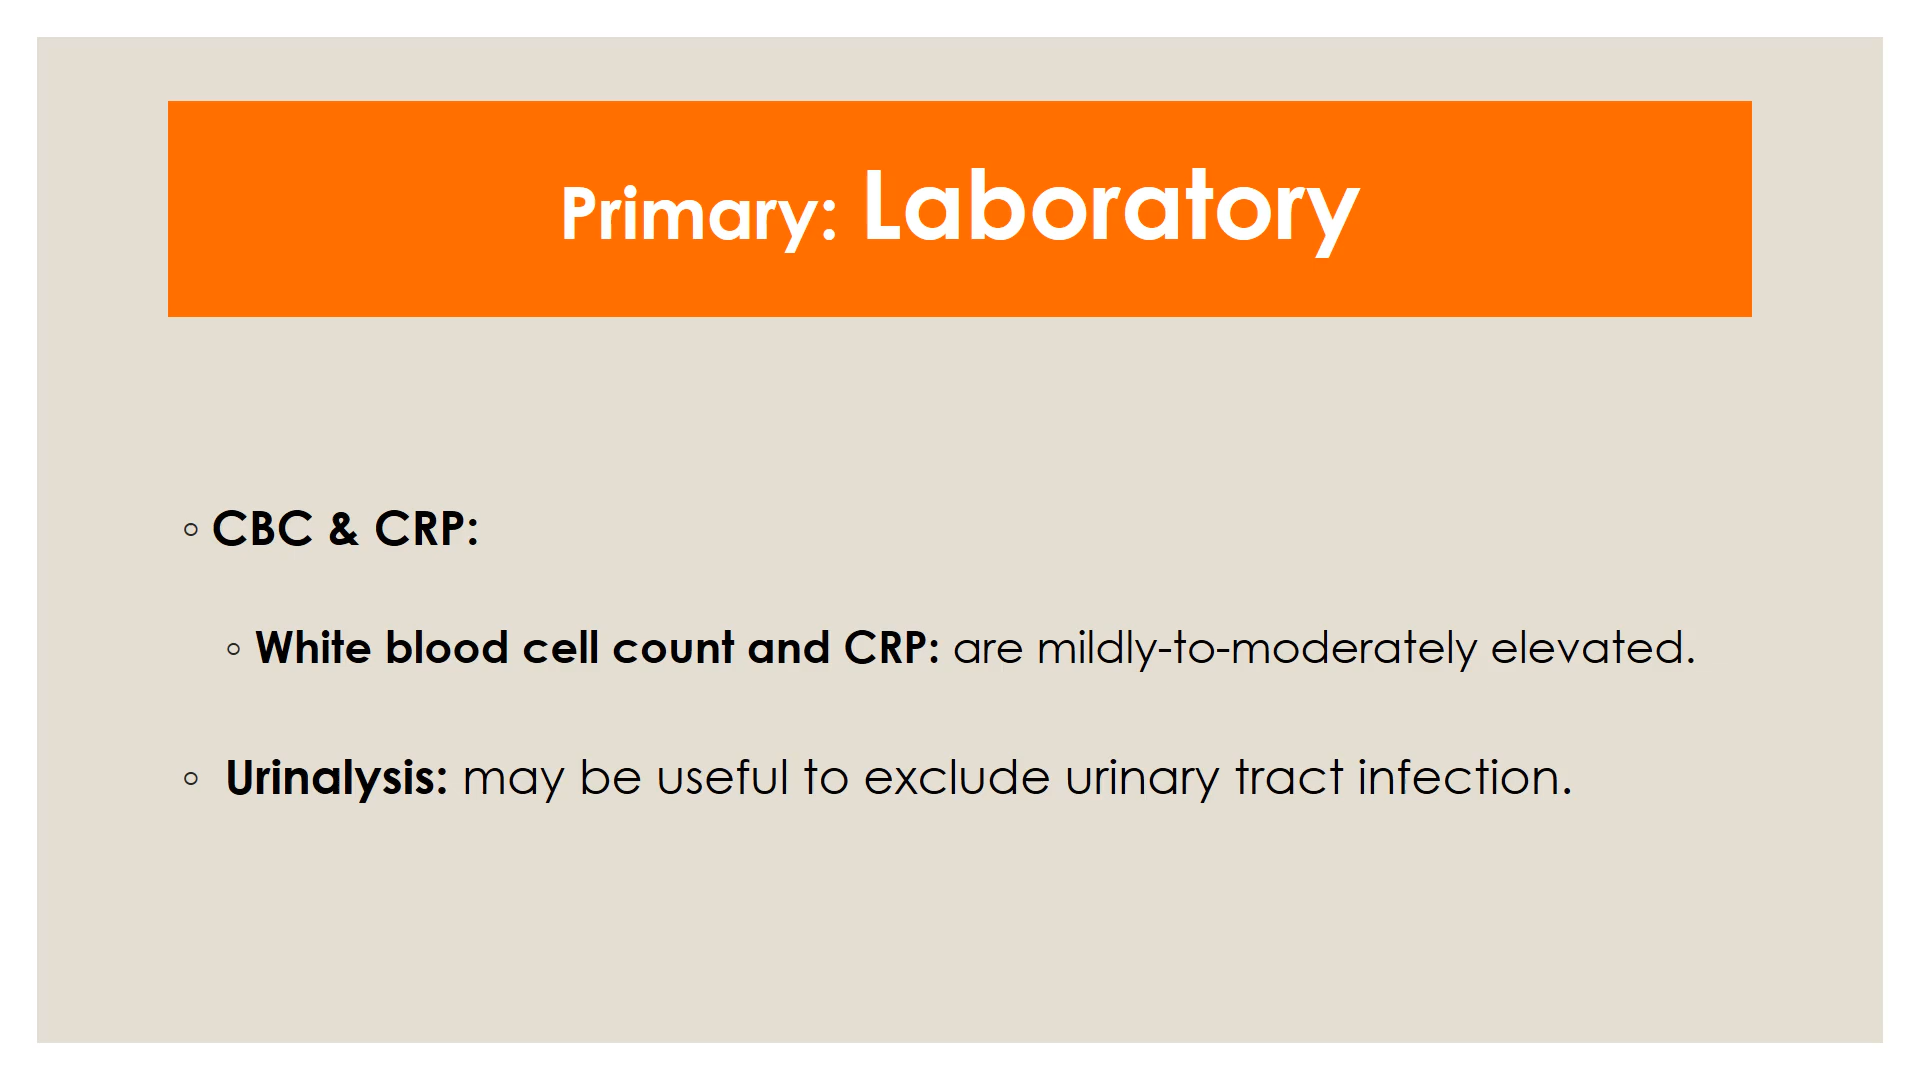 Primary: Laboratory
◦ CBC & CRP:
◦ White blood cell count and CRP: are mildly-to-moderately elevated.
◦ Urinalysis: may be useful to exclude urinary tract infection.